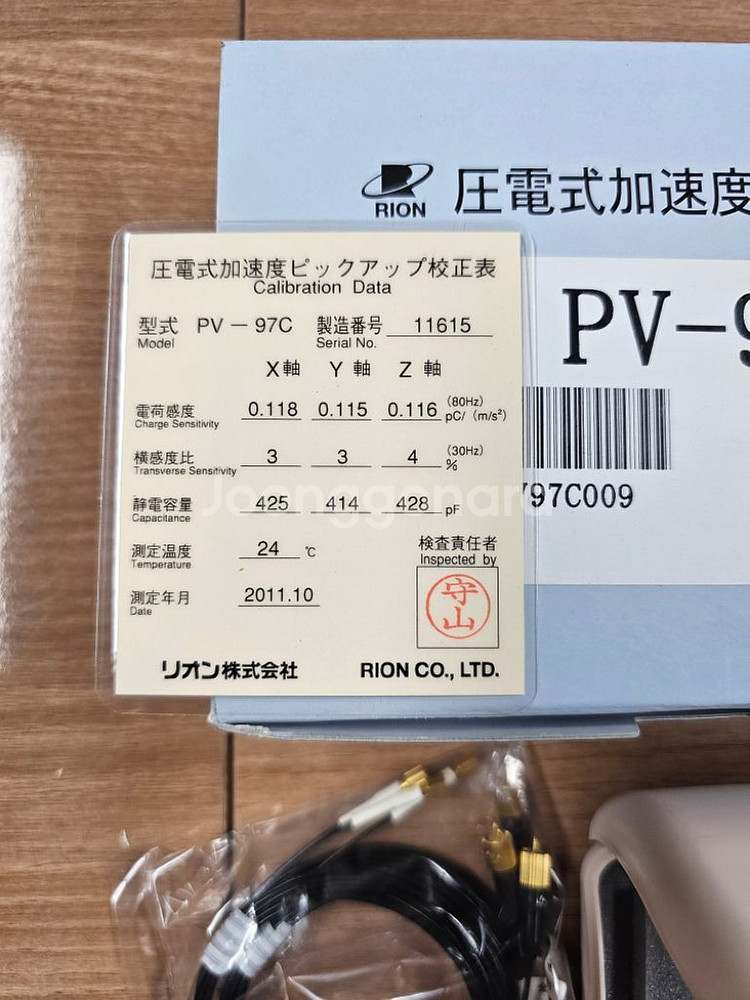 RION 圧電式加速度
PV-9
97C009
圧電式加速度ピックアップ校正表
Calibration Data
型式 PV-97C 製造番号 11615
Model Serial No.
X軸 Y軸 Z軸
電荷感度 0.118 0.115 0.116 (80Hz) pC/(m/s²)
Charge Sensitivity
横感度比 3 3 4 (30Hz) %
Transverse Sensitivity
静電容量 425 414 428 pF
Capacitance
測定温度 24 ℃ 検査責任者
Temperature Inspected by
測定年月 2011.10 守山
Date
リオン株式会社 RION CO., LTD.
Joonggonara